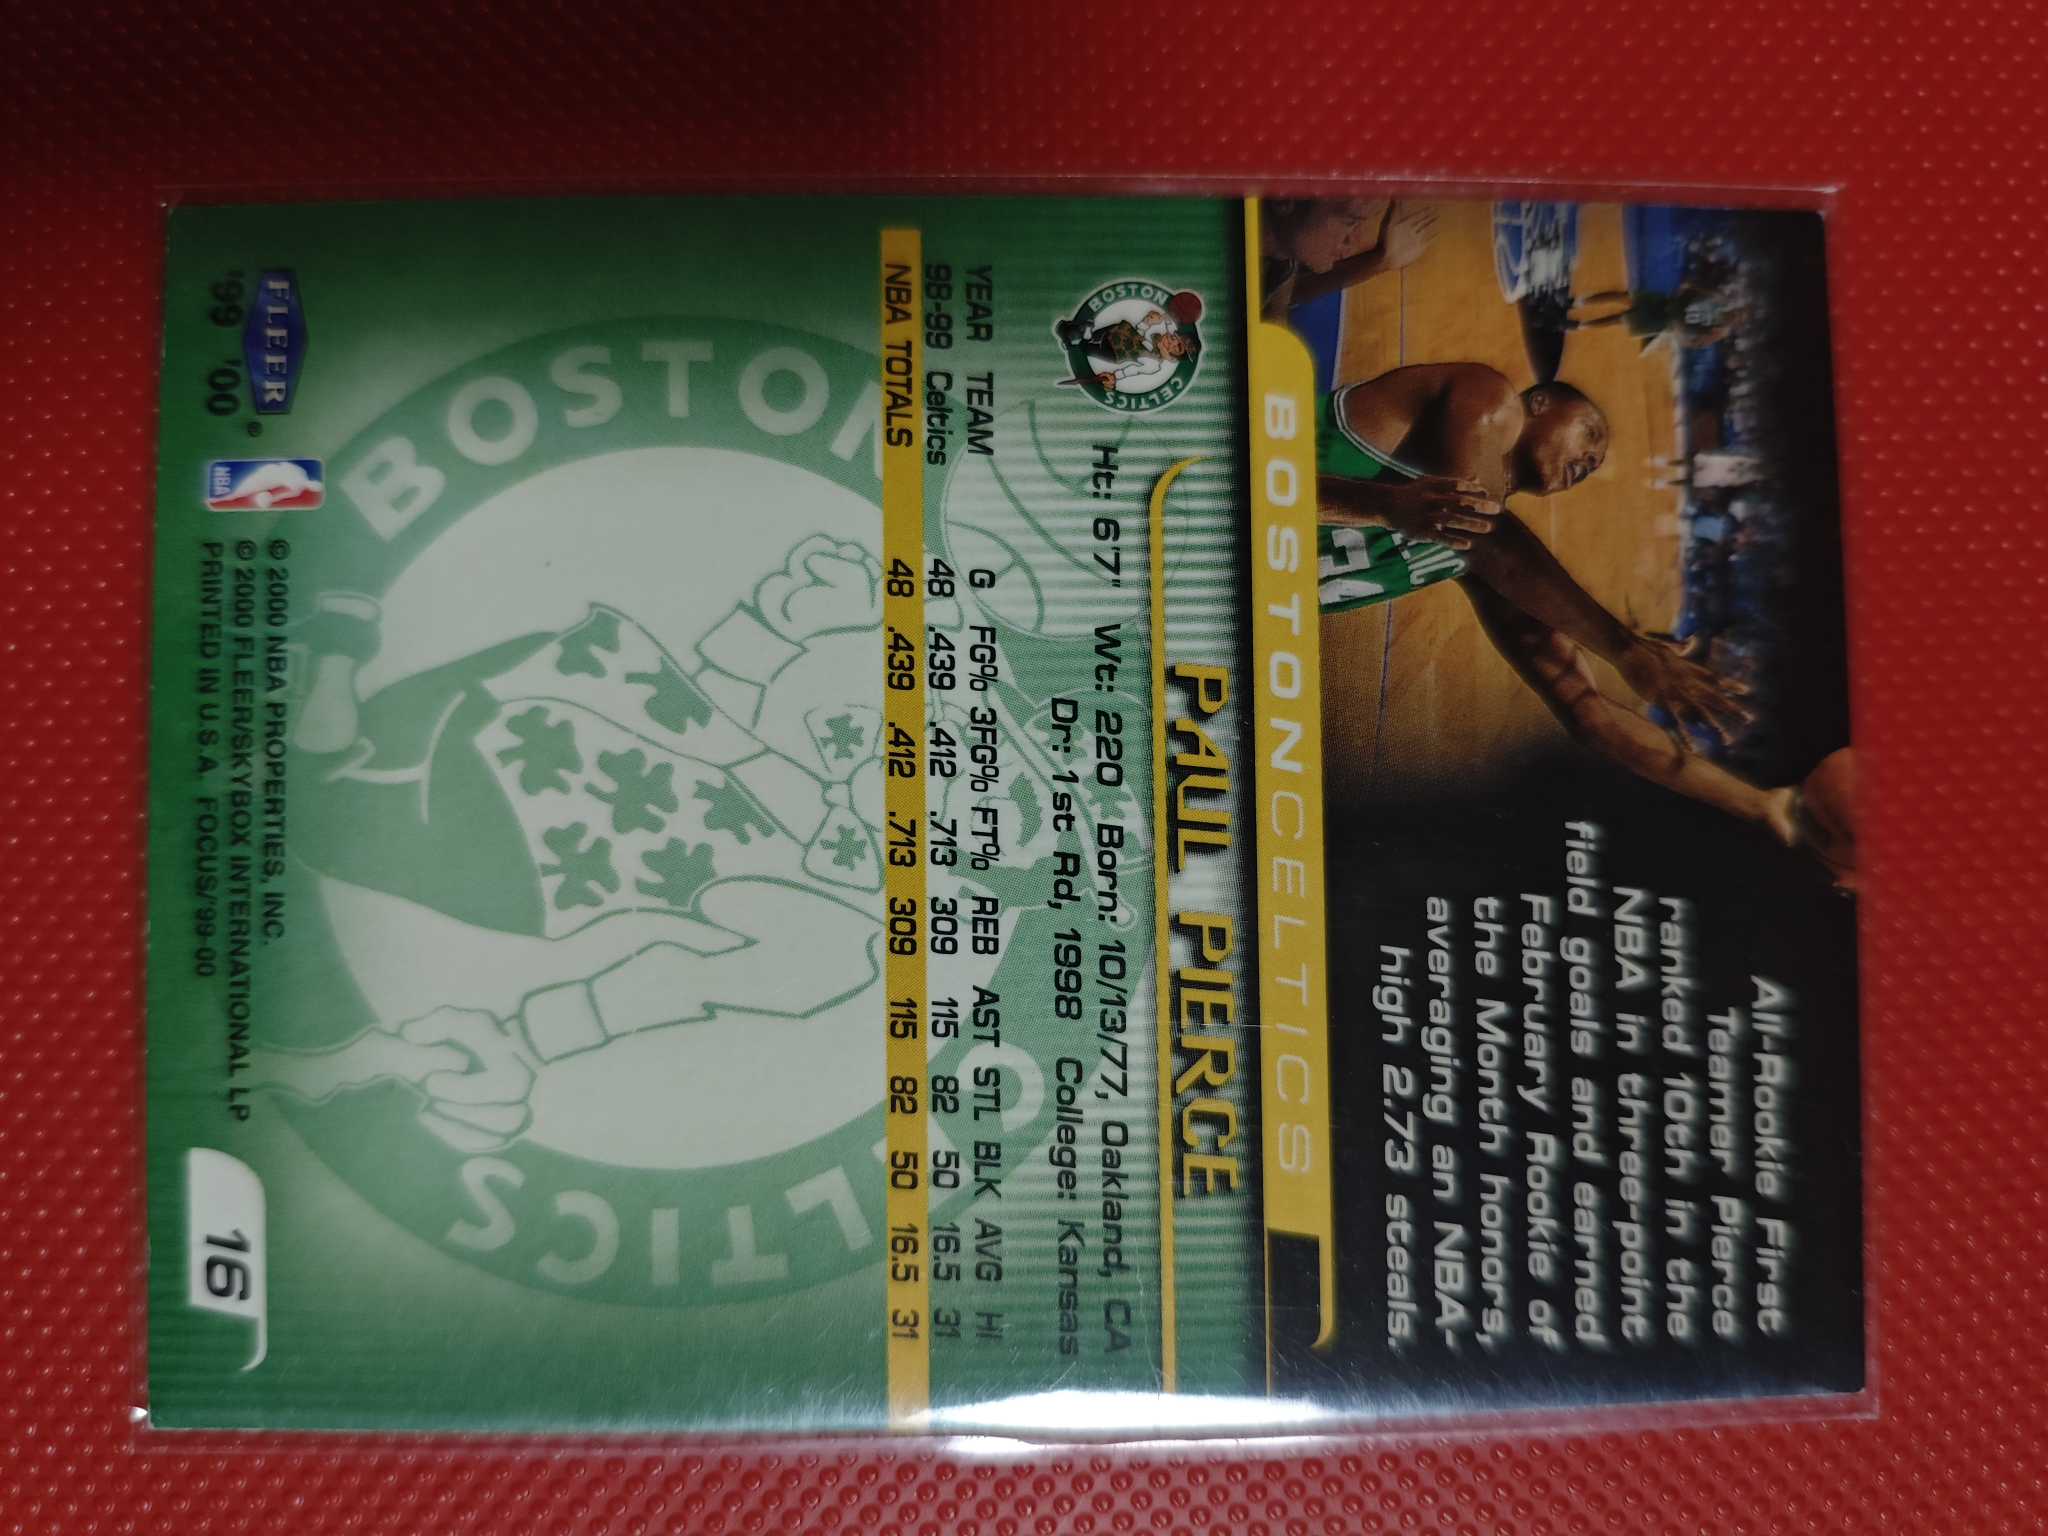 All-Rookie First
Teamer Pierce
ranked 10th in the
NBA in three-point
field goals and earned
February Rookie of
the Month honors,
averaging an NBA-
high 2.73 steals.
34
BOSTONCELTICS
PAUL PIERCE
BOSTON CELTICS
Ht: 6'7" Wt: 220 Born: 10/13/77, Oakland, CA
Dr: 1st Rd, 1998 College: Kansas
YEAR TEAM G FG% 3FG% FT% REB AST STL BLK AVG HI
98-99 Celtics 48 .439 .412 .713 309 115 82 50 16.5 31
NBA TOTALS 48 .439 .412 .713 309 115 82 50 16.5 31
BOSTON CELTICS
FLEER®
'99 '00
NBA
© 2000 NBA PROPERTIES, INC.
© 2000 FLEER/SKYBOX INTERNATIONAL LP
PRINTED IN U.S.A. FOCUS/99-00
16